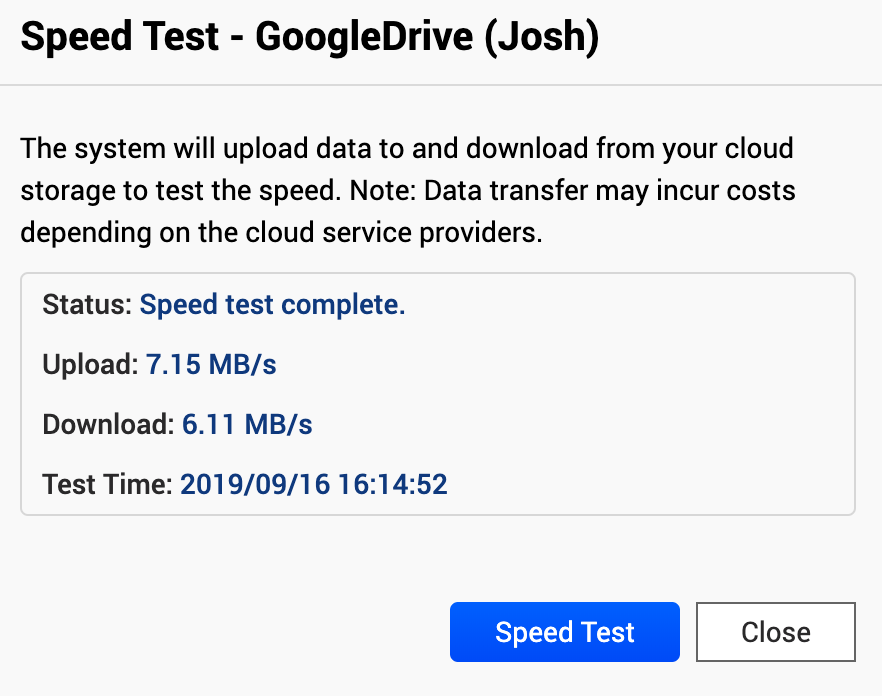 Speed Test - GoogleDrive (Josh)
The system will upload data to and download from your cloud
storage to test the speed. Note: Data transfer may incur costs
depending on the cloud service providers.
Status: Speed test complete.
Upload: 7.15 MB/s
Download: 6.11 MB/s
Test Time: 2019/09/16 16:14:52
Speed Test
Close